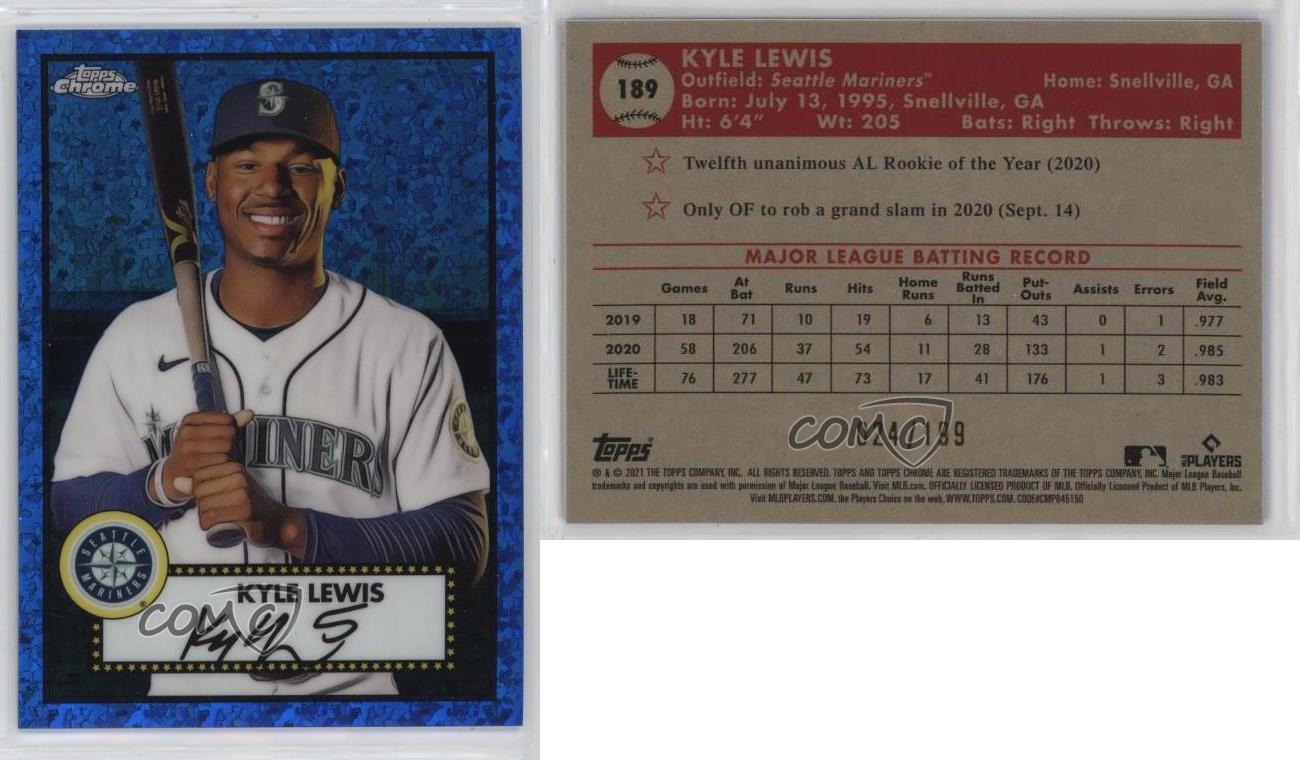 Topps
Chrome
S
MARINERS
SEATTLE
MARINERS
KYLE LEWIS
COMC
189
KYLE LEWIS
Outfield: Seattle Mariners™ Home: Snellville, GA
Born: July 13, 1995, Snellville, GA
Ht: 6'4" Wt: 205 Bats: Right Throws: Right
Twelfth unanimous AL Rookie of the Year (2020)
Only OF to rob a grand slam in 2020 (Sept. 14)
MAJOR LEAGUE BATTING RECORD
Games At Bat Runs Hits Home Runs Runs Batted In Put-Outs Assists Errors Field Avg.
2019 18 71 10 19 6 13 43 0 1 .977
2020 58 206 37 54 11 28 133 1 2 .985
LIFE-TIME 76 277 47 73 17 41 176 1 3 .983
COMC
024/199
Topps MLB PLAYERS
® & © 2021 THE TOPPS COMPANY, INC. ALL RIGHTS RESERVED. TOPPS AND TOPPS CHROME ARE REGISTERED TRADEMARKS OF THE TOPPS COMPANY, INC. Major League Baseball
trademarks and copyrights are used with permission of Major League Baseball. Visit MLB.com. OFFICIALLY LICENSED PRODUCT OF MLB Players, Inc. Officially Licensed Product of MLB Players, Inc.
Visit MLBPLAYERS.COM, the Players Choice on the web. WWW.TOPPS.COM. CODE#CMP045150